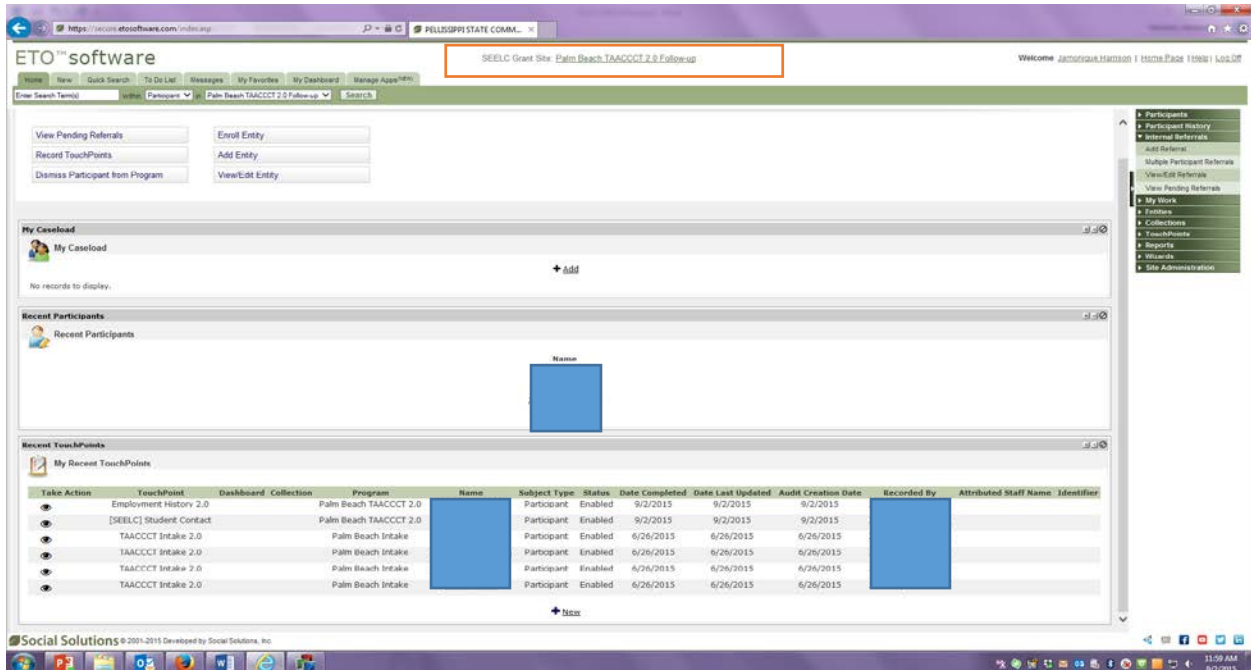 https://secure.etosoftware.com/index.asp
PELLISSIPPI STATE COMM...
ETO™software
SEELC Grant Site: Palm Beach TAACCCT 2.0 Follow-up
Welcome Jamonique Harrison | Home Page | Help | Log Off
Home New Quick Search To Do List Messages My Favorites My Dashboard Manage Apps
Enter Search Term(s) within Participant in Palm Beach TAACCCT 2.0 Follow-up Search
View Pending Referrals Enroll Entity
Record TouchPoints Add Entity
Dismiss Participant from Program View/Edit Entity
Participants
Participant History
Internal Referrals
Add Referral
Multiple Participant Referrals
View/Edit Referrals
View Pending Referrals
My Work
Entities
Collections
TouchPoints
Reports
Wizards
Site Administration
My Caseload
My Caseload
Add
No records to display.
Recent Participants
Recent Participants
Name
Recent TouchPoints
My Recent TouchPoints
Take Action TouchPoint Dashboard Collection Program Name Subject Type Status Date Completed Date Last Updated Audit Creation Date Recorded By Attributed Staff Name Identifier
Employment History 2.0 Palm Beach TAACCCT 2.0 Participant Enabled 9/2/2015 9/2/2015 9/2/2015
[SEELC] Student Contact Palm Beach TAACCCT 2.0 Participant Enabled 9/2/2015 9/2/2015 9/2/2015
TAACCCT Intake 2.0 Palm Beach Intake Participant Enabled 6/26/2015 6/26/2015 6/26/2015
TAACCCT Intake 2.0 Palm Beach Intake Participant Enabled 6/26/2015 6/26/2015 6/26/2015
TAACCCT Intake 2.0 Palm Beach Intake Participant Enabled 6/26/2015 6/26/2015 6/26/2015
TAACCCT Intake 2.0 Palm Beach Intake Participant Enabled 6/26/2015 6/26/2015 6/26/2015
New
Social Solutions © 2001-2015 Developed by Social Solutions, Inc.
11:59 AM
9/2/2015